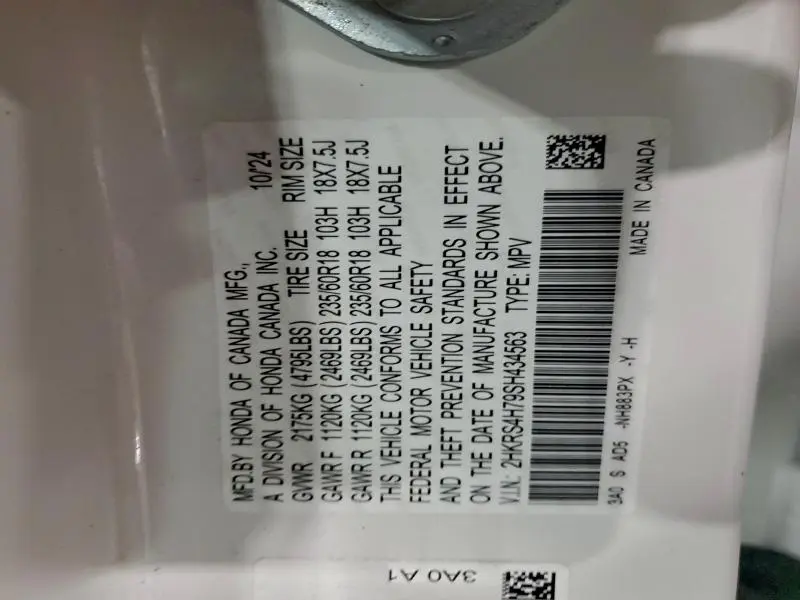 MFD.BY HONDA OF CANADA MFG.,
A DIVISION OF HONDA CANADA INC. 10/24
GVWR 2175KG (4795LBS) TIRE SIZE RIM SIZE
GAWR F 1120KG (2469LBS) 235/60R18 103H 18X7.5J
GAWR R 1120KG (2469LBS) 235/60R18 103H 18X7.5J
THIS VEHICLE CONFORMS TO ALL APPLICABLE
FEDERAL MOTOR VEHICLE SAFETY
AND THEFT PREVENTION STANDARDS IN EFFECT
ON THE DATE OF MANUFACTURE SHOWN ABOVE.
V.I.N.: 2HKRS4H79SH434563 TYPE: MPV
3A0 S AD5 -NH883PX -Y -H
MADE IN CANADA
3A0 A1